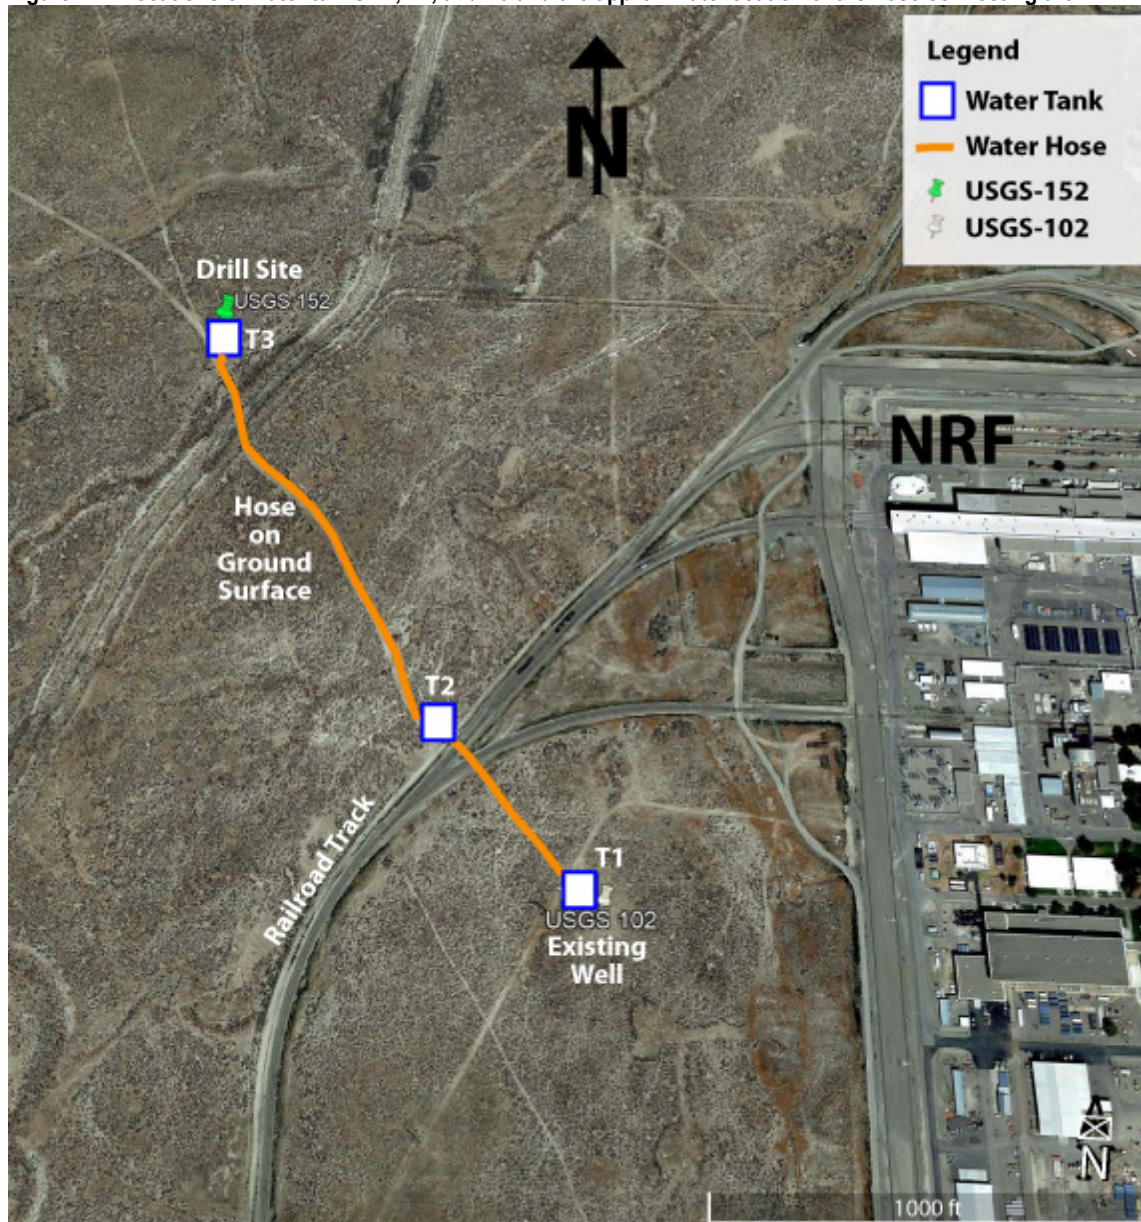 N
Legend
Water Tank
Water Hose
USGS-152
USGS-102
Drill Site
USGS 152
T3
NRF
Hose
on
Ground
Surface
T2
Railroad Track
T1
USGS 102
Existing
Well
N
1000 ft